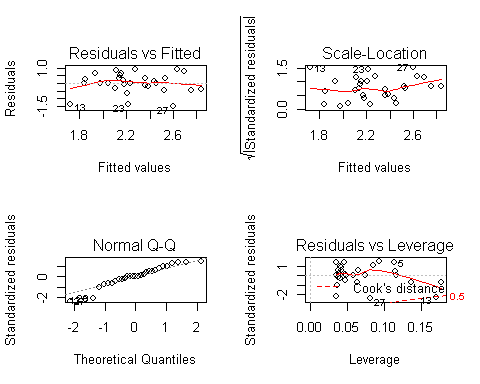 Residuals vs Fitted
Residuals
-1.5 1.0
13
23
27
1.8 2.2 2.6
Fitted values
Scale-Location
√|Standardized residuals|
0.0 1.5
13
23
27
1.8 2.2 2.6
Fitted values
Normal Q-Q
Standardized residuals
-2 0
-2 -1 0 1 2
Theoretical Quantiles
Residuals vs Leverage
Standardized residuals
-2 1
5
Cook's distance
27
13
0.5
0.00 0.05 0.10 0.15
Leverage